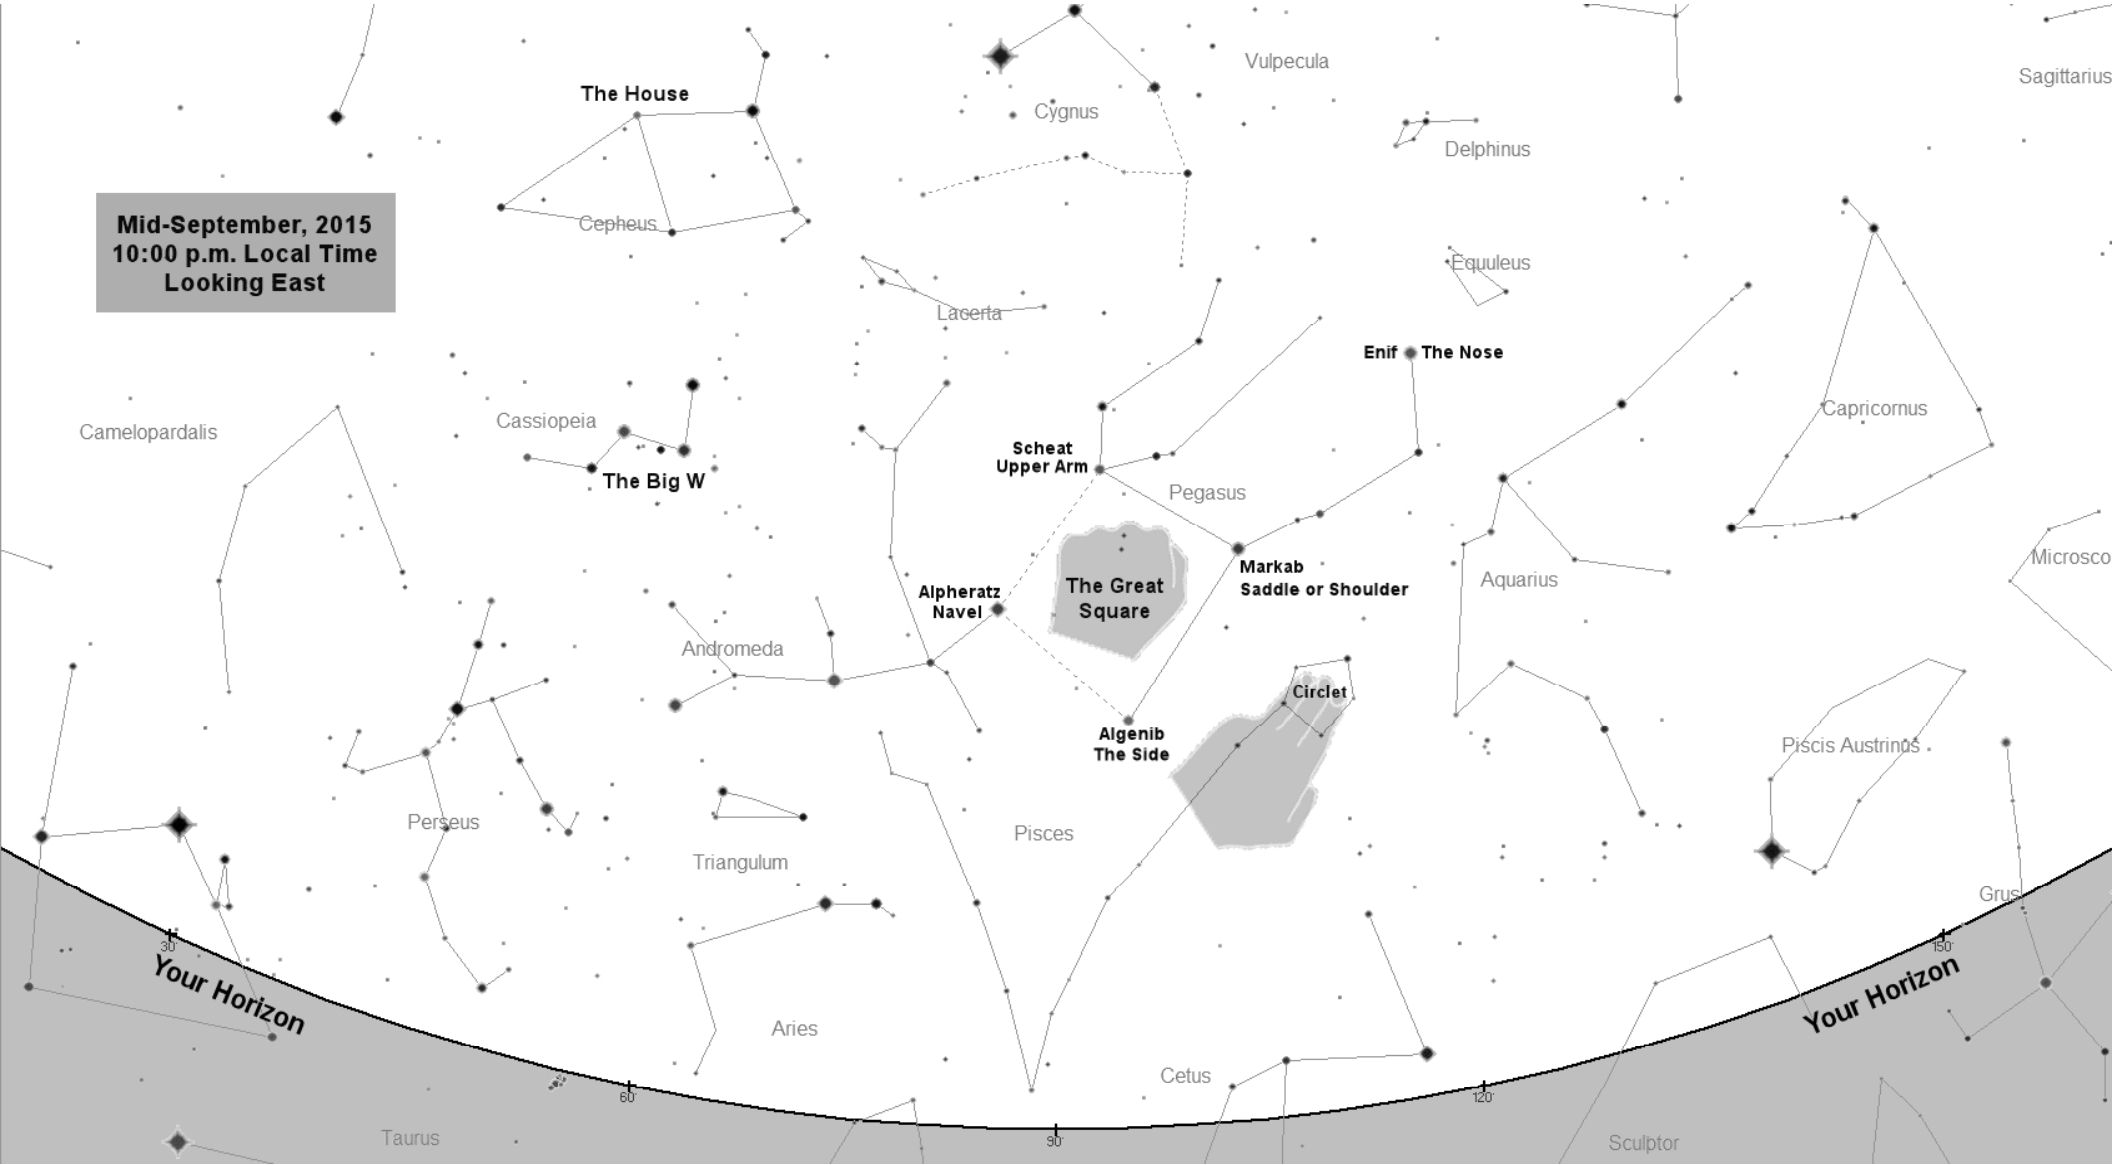 Vulpecula
Sagittarius
The House
Cygnus
Delphinus
Mid-September, 2015
10:00 p.m. Local Time
Looking East
Cepheus
Equuleus
Lacerta
Enif
The Nose
Camelopardalis
Cassiopeia
Capricornus
Scheat
Upper Arm
The Big W
Pegasus
Microsco
Markab
Saddle or Shoulder
Aquarius
Alpheratz
Navel
The Great
Square
Andromeda
Circlet
Algenib
The Side
Piscis Austrinus
Perseus
Pisces
Triangulum
Grus
30°
150°
Your Horizon
Your Horizon
Aries
Cetus
60°
120°
Taurus
90°
Sculptor